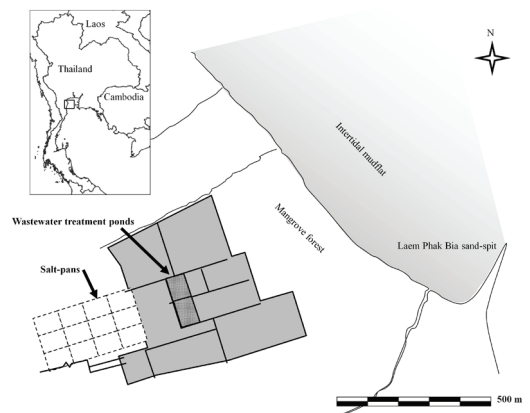 Laos
Thailand
Cambodia
N
Intertidal mudflat
Mangrove forest
Laem Phak Bia sand-spit
Wastewater treatment ponds
Salt-pans
500 m